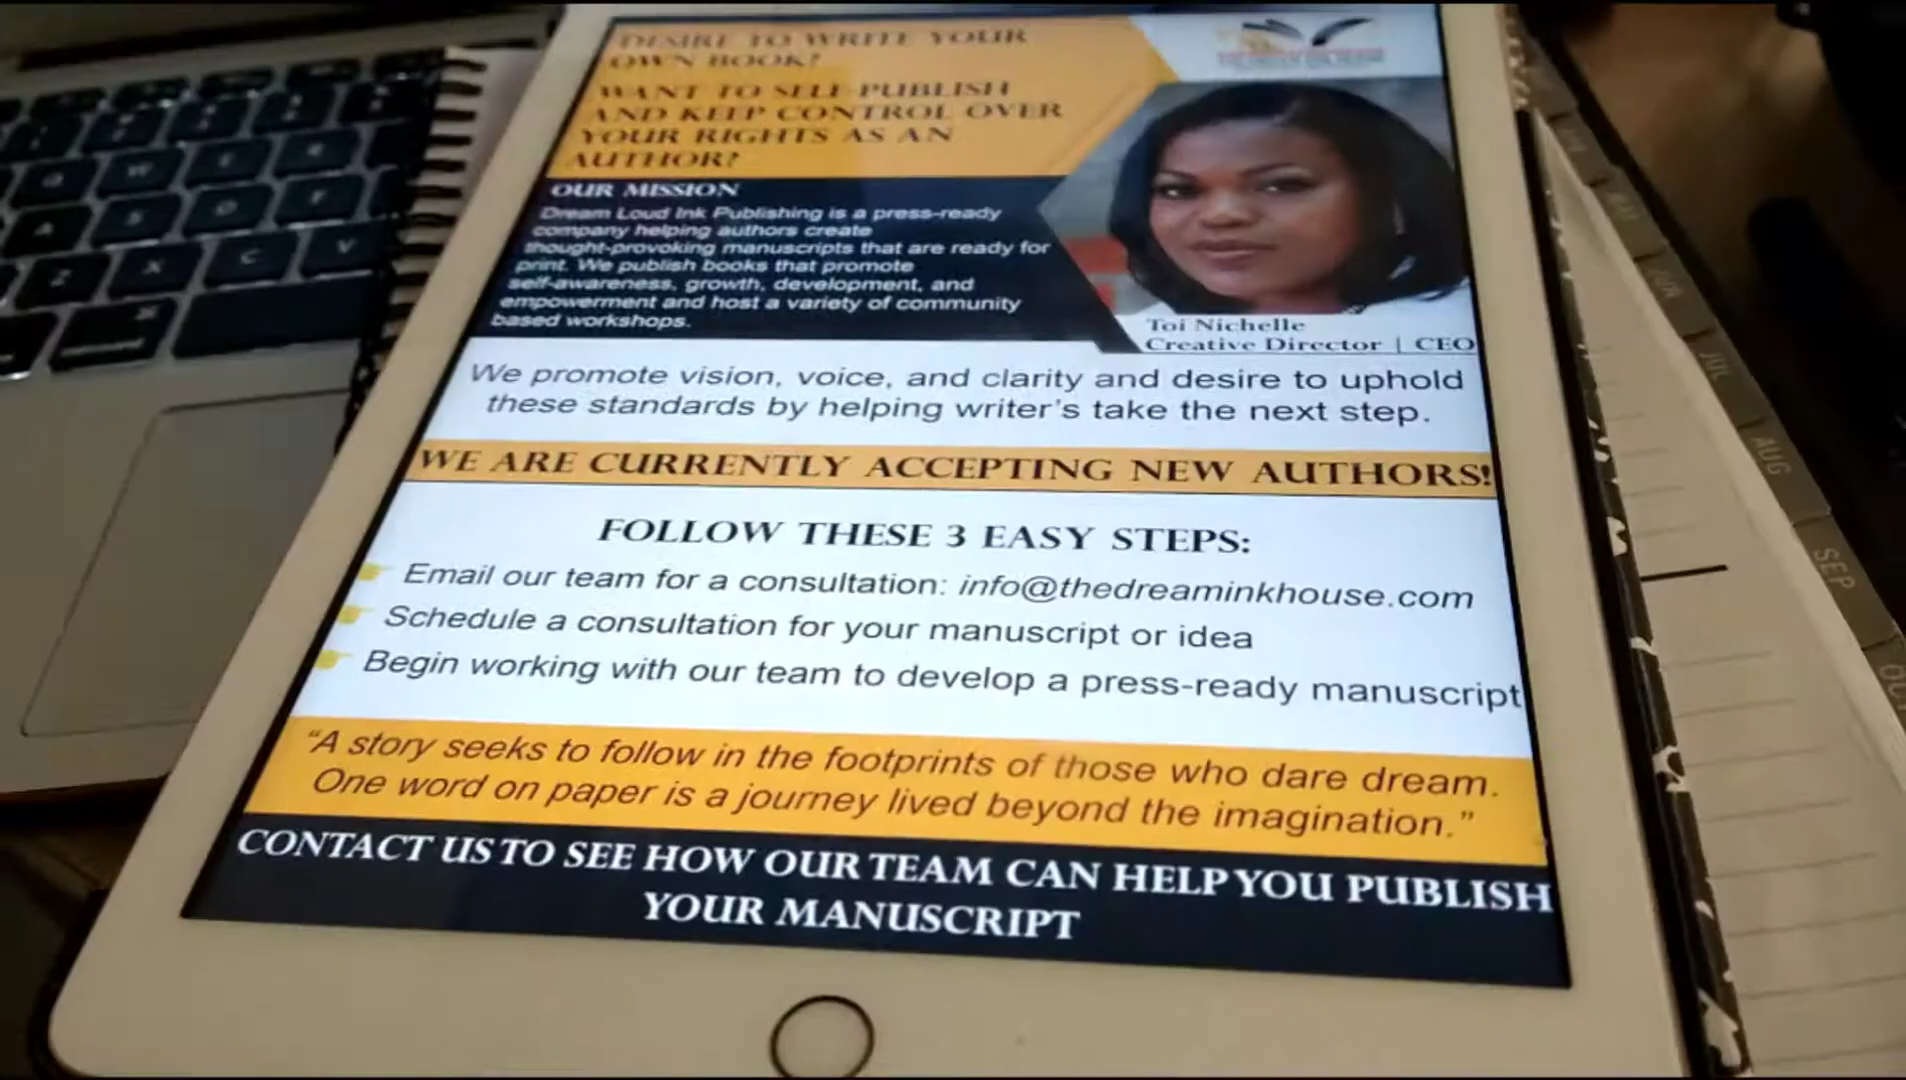 DESIRE TO WRITE YOUR
OWN BOOK?
WANT TO SELF-PUBLISH
AND KEEP CONTROL OVER
YOUR RIGHTS AS AN
AUTHOR?
OUR MISSION
Dream Loud Ink Publishing is a press-ready
company helping authors create
thought-provoking manuscripts that are ready for
print. We publish books that promote
self-awareness, growth, development, and
empowerment and host a variety of community
based workshops.
Toi Nichelle
Creative Director | CEO
We promote vision, voice, and clarity and desire to uphold
these standards by helping writer's take the next step.
WE ARE CURRENTLY ACCEPTING NEW AUTHORS!
FOLLOW THESE 3 EASY STEPS:
Email our team for a consultation: info@thedreaminkhouse.com
Schedule a consultation for your manuscript or idea
Begin working with our team to develop a press-ready manuscript
“A story seeks to follow in the footprints of those who dare dream.
One word on paper is a journey lived beyond the imagination.”
CONTACT US TO SEE HOW OUR TEAM CAN HELP YOU PUBLISH
YOUR MANUSCRIPT
Q W E R
A S D F
Z X C V
JUN
JUL
AUG
SEP
OCT